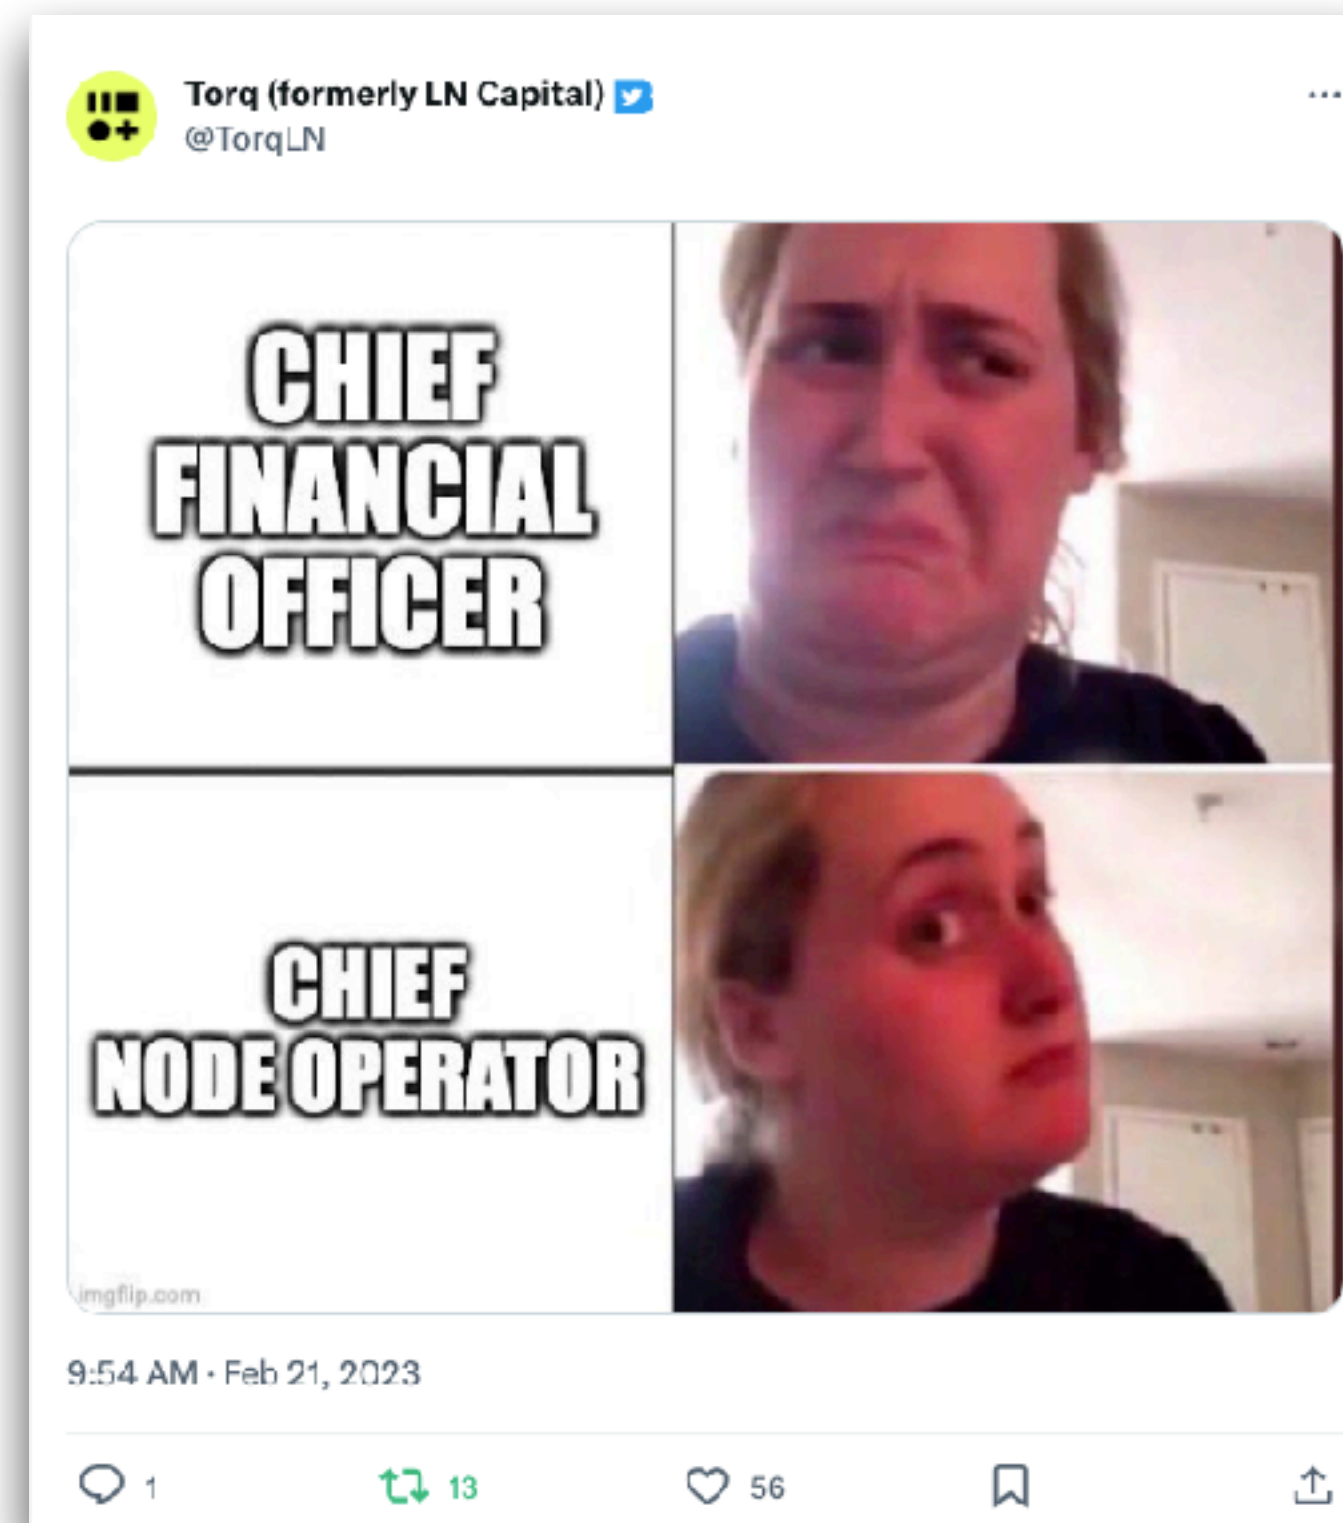 Torq (formerly LN Capital)
@TorqLN
CHIEF
FINANCIAL
OFFICER
CHIEF
NODE OPERATOR
imgflip.com
9:54 AM · Feb 21, 2023
1 13 56